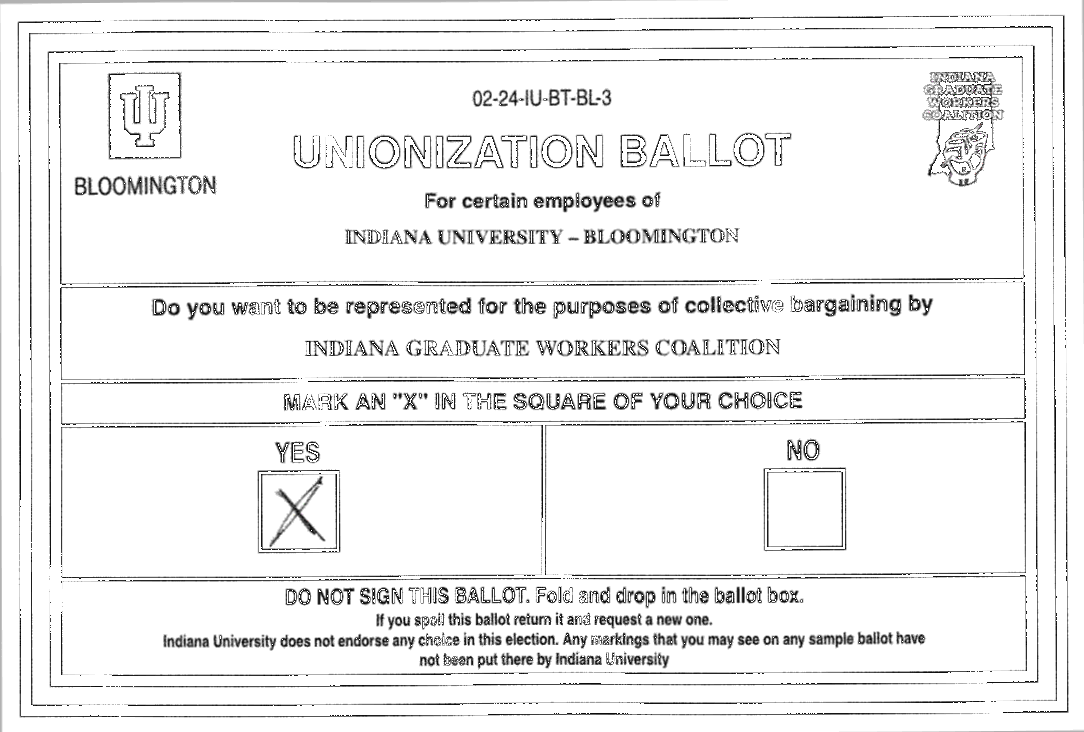 02-24-IU-BT-BL-3
INDIANA
GRADUATE
WORKERS
COALITION
UNIONIZATION BALLOT
BLOOMINGTON
For certain employees of
INDIANA UNIVERSITY – BLOOMINGTON
Do you want to be represented for the purposes of collective bargaining by
INDIANA GRADUATE WORKERS COALITION
MARK AN "X" IN THE SQUARE OF YOUR CHOICE
YES
NO
X
DO NOT SIGN THIS BALLOT. Fold and drop in the ballot box.
If you spoil this ballot return it and request a new one.
Indiana University does not endorse any choice in this election. Any markings that you may see on any sample ballot have
not been put there by Indiana University